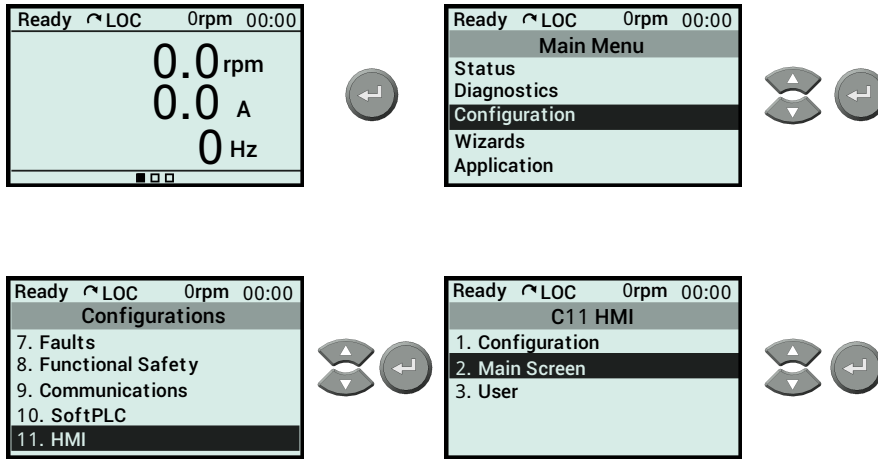 Ready LOC 0rpm 00:00
0.0 rpm
0.0 A
0 Hz
Ready LOC 0rpm 00:00
Main Menu
Status
Diagnostics
Configuration
Wizards
Application
Ready LOC 0rpm 00:00
Configurations
7. Faults
8. Functional Safety
9. Communications
10. SoftPLC
11. HMI
Ready LOC 0rpm 00:00
C11 HMI
1. Configuration
2. Main Screen
3. User